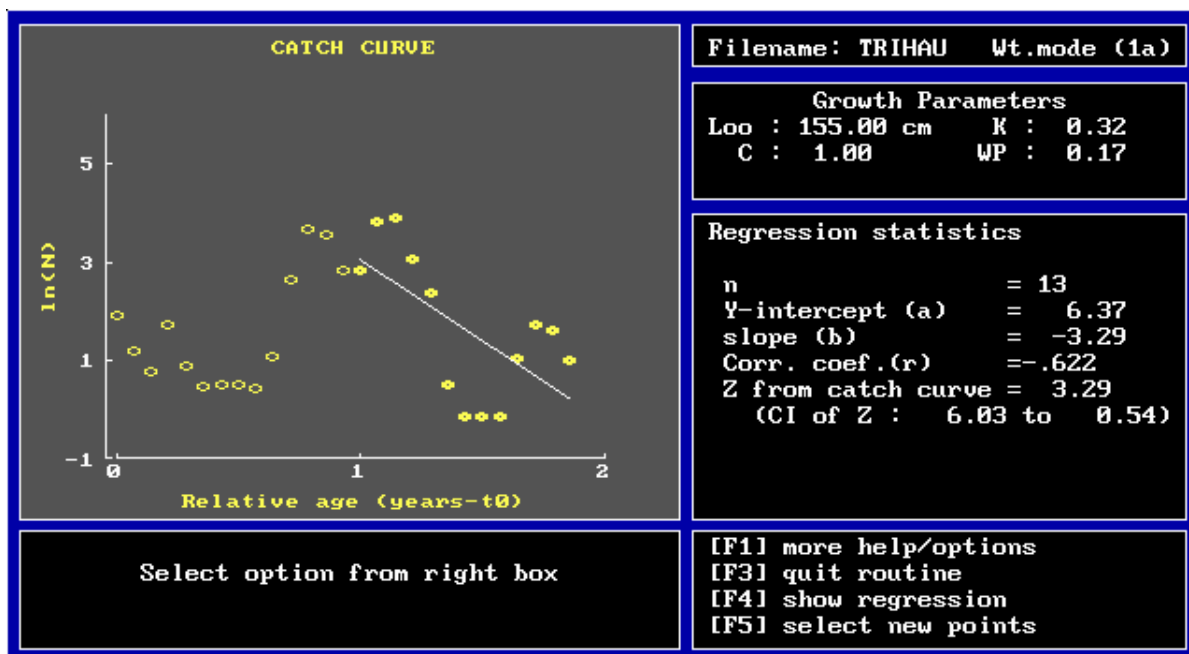 CATCH CURVE
5
3
1
-1
0 1 2
ln(N)
Relative age (years-t0)
Filename: TRIHAU Wt.mode (1a)
Growth Parameters
Loo : 155.00 cm K : 0.32
C : 1.00 WP : 0.17
Regression statistics
n = 13
Y-intercept (a) = 6.37
slope (b) = -3.29
Corr. coef.(r) =-.622
Z from catch curve = 3.29
(CI of Z : 6.03 to 0.54)
Select option from right box
[F1] more help/options
[F3] quit routine
[F4] show regression
[F5] select new points